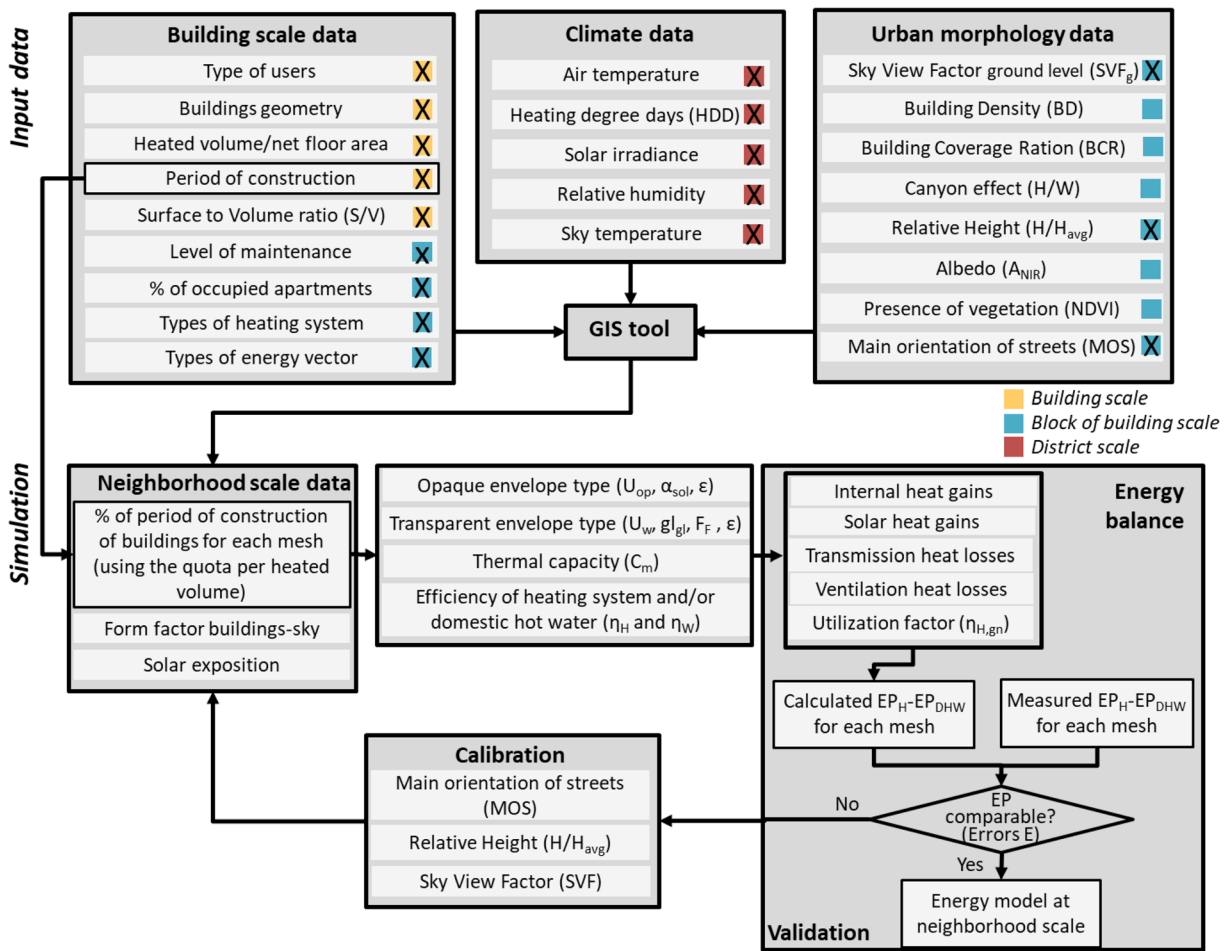 Input data
Building scale data
Type of users X
Buildings geometry X
Heated volume/net floor area X
Period of construction X
Surface to Volume ratio (S/V) X
Level of maintenance X
% of occupied apartments X
Types of heating system X
Types of energy vector X
Climate data
Air temperature X
Heating degree days (HDD) X
Solar irradiance X
Relative humidity X
Sky temperature X
Urban morphology data
Sky View Factor ground level (SVFg) X
Building Density (BD)
Building Coverage Ration (BCR)
Canyon effect (H/W)
Relative Height (H/Havg) X
Albedo (ANIR)
Presence of vegetation (NDVI)
Main orientation of streets (MOS) X
GIS tool
Building scale
Block of building scale
District scale
Simulation
Neighborhood scale data
% of period of construction
of buildings for each mesh
(using the quota per heated
volume)
Form factor buildings-sky
Solar exposition
Opaque envelope type (Uop, αsol, ε)
Transparent envelope type (Uw, glgl, FF , ε)
Thermal capacity (Cm)
Efficiency of heating system and/or
domestic hot water (ηH and ηW)
Energy
balance
Internal heat gains
Solar heat gains
Transmission heat losses
Ventilation heat losses
Utilization factor (ηH,gn)
Calculated EPH-EPDHW
for each mesh
Measured EPH-EPDHW
for each mesh
EP
comparable?
(Errors E)
No
Yes
Energy model at
neighborhood scale
Validation
Calibration
Main orientation of streets
(MOS)
Relative Height (H/Havg)
Sky View Factor (SVF)